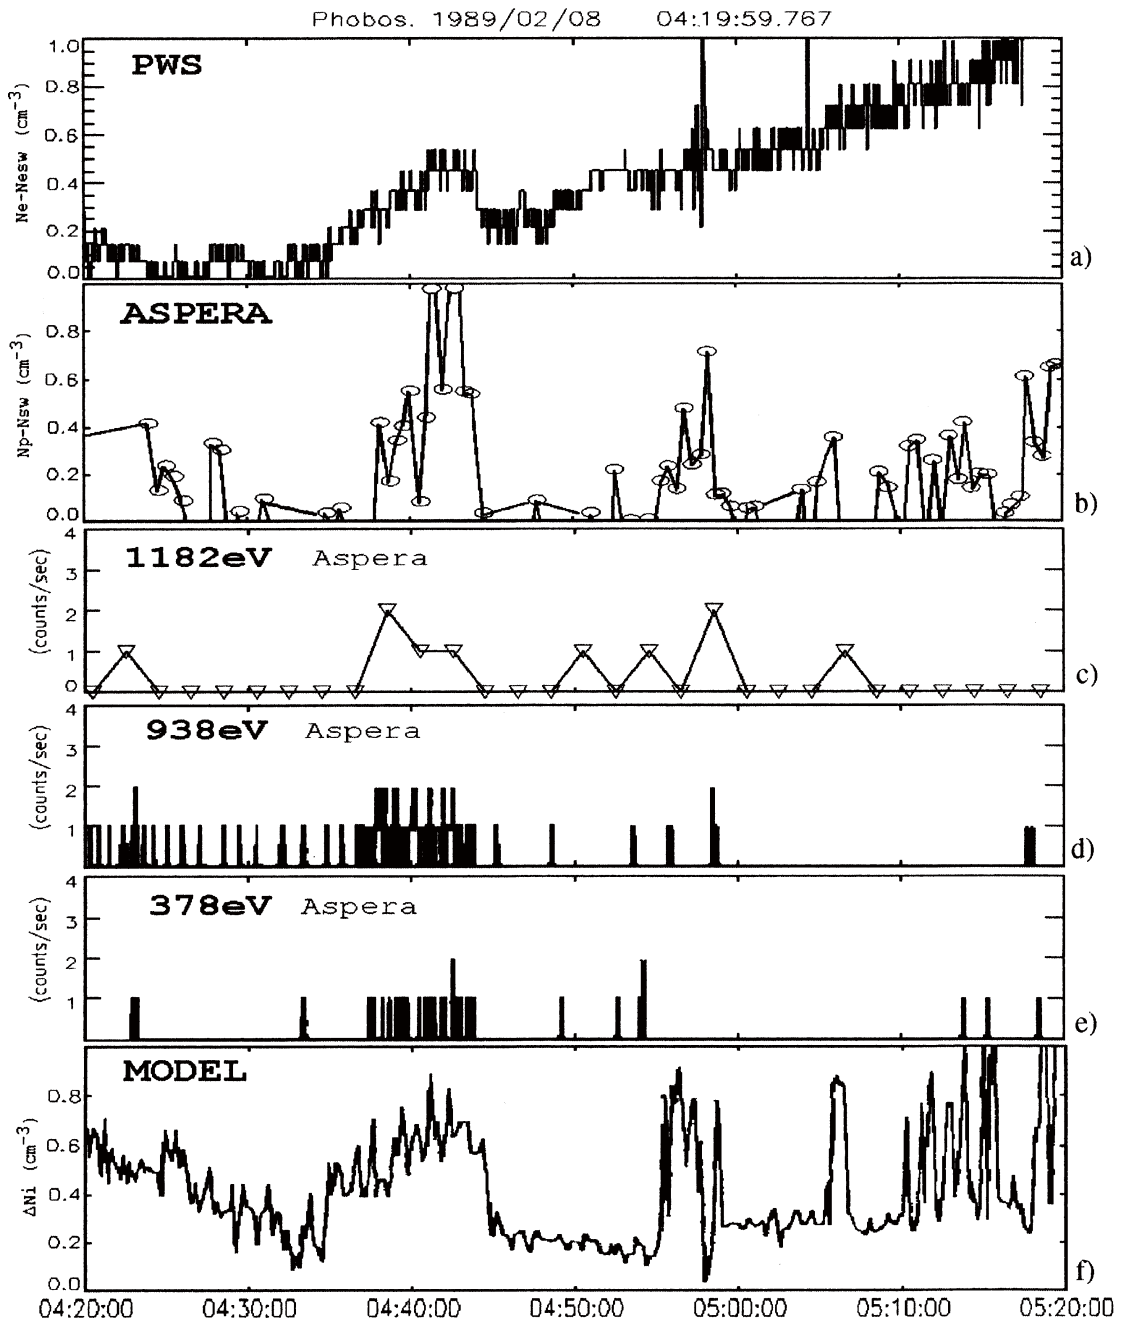 Phobos. 1989/02/08 04:19:59.767
PWS
Ne-Nesw (cm⁻³)
1.0
0.8
0.6
0.4
0.2
0.0
a)
ASPERA
Np-Nsw (cm⁻³)
0.8
0.6
0.4
0.2
0.0
b)
1182eV Aspera
(counts/sec)
4
3
2
1
0
c)
938eV Aspera
(counts/sec)
4
3
2
1
d)
378eV Aspera
(counts/sec)
4
3
2
1
e)
MODEL
ΔNi (cm⁻³)
0.8
0.6
0.4
0.2
0.0
f)
04:20:00 04:30:00 04:40:00 04:50:00 05:00:00 05:10:00 05:20:00